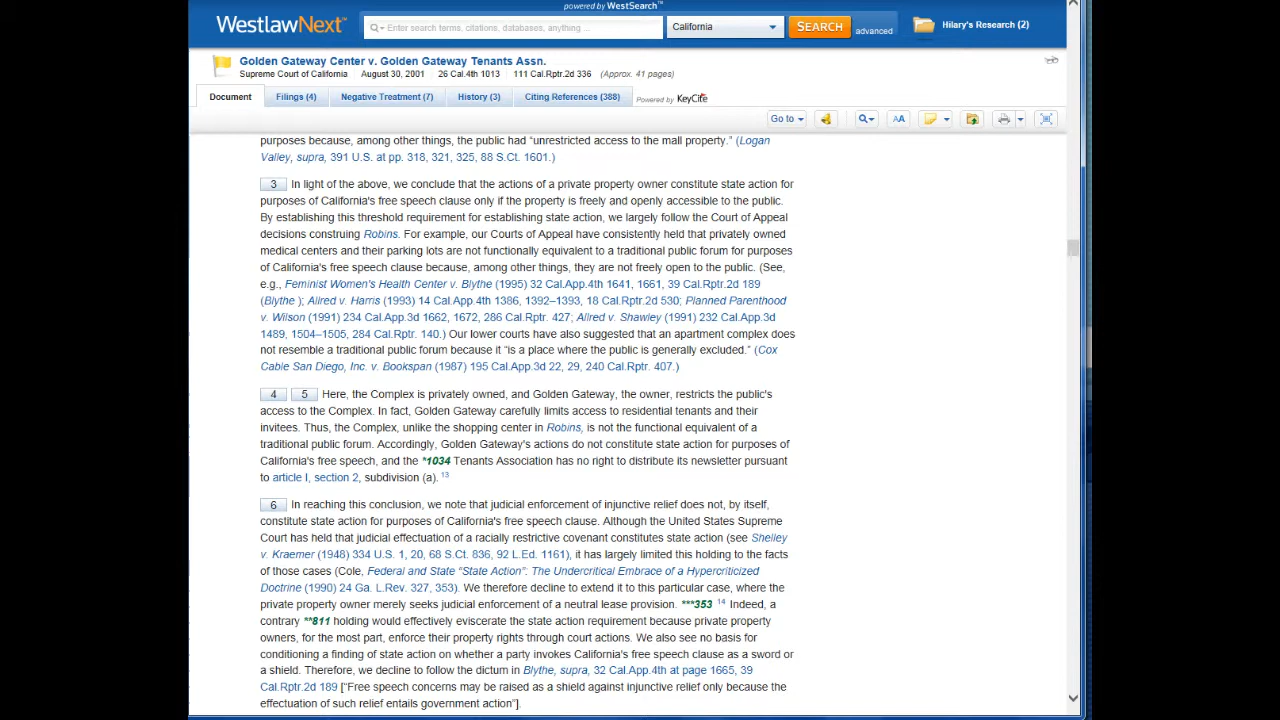 powered by WestSearch™
WestlawNext™
Enter search terms, citations, databases, anything ...
California
SEARCH
advanced
Hilary's Research (2)
Golden Gateway Center v. Golden Gateway Tenants Assn.
Supreme Court of California August 30, 2001 26 Cal.4th 1013 111 Cal.Rptr.2d 336 (Approx. 41 pages)
Document Filings (4) Negative Treatment (7) History (3) Citing References (388) Powered by KeyCite
Go to
AA
purposes because, among other things, the public had “unrestricted access to the mall property.” (Logan
Valley, supra, 391 U.S. at pp. 318, 321, 325, 88 S.Ct. 1601.)
3 In light of the above, we conclude that the actions of a private property owner constitute state action for
purposes of California's free speech clause only if the property is freely and openly accessible to the public.
By establishing this threshold requirement for establishing state action, we largely follow the Court of Appeal
decisions construing Robins. For example, our Courts of Appeal have consistently held that privately owned
medical centers and their parking lots are not functionally equivalent to a traditional public forum for purposes
of California's free speech clause because, among other things, they are not freely open to the public. (See,
e.g., Feminist Women's Health Center v. Blythe (1995) 32 Cal.App.4th 1641, 1661, 39 Cal.Rptr.2d 189
(Blythe ); Allred v. Harris (1993) 14 Cal.App.4th 1386, 1392–1393, 18 Cal.Rptr.2d 530; Planned Parenthood
v. Wilson (1991) 234 Cal.App.3d 1662, 1672, 286 Cal.Rptr. 427; Allred v. Shawley (1991) 232 Cal.App.3d
1489, 1504–1505, 284 Cal.Rptr. 140.) Our lower courts have also suggested that an apartment complex does
not resemble a traditional public forum because it “is a place where the public is generally excluded.” (Cox
Cable San Diego, Inc. v. Bookspan (1987) 195 Cal.App.3d 22, 29, 240 Cal.Rptr. 407.)
4 5 Here, the Complex is privately owned, and Golden Gateway, the owner, restricts the public's
access to the Complex. In fact, Golden Gateway carefully limits access to residential tenants and their
invitees. Thus, the Complex, unlike the shopping center in Robins, is not the functional equivalent of a
traditional public forum. Accordingly, Golden Gateway's actions do not constitute state action for purposes of
California's free speech, and the *1034 Tenants Association has no right to distribute its newsletter pursuant
to article I, section 2, subdivision (a). 13
6 In reaching this conclusion, we note that judicial enforcement of injunctive relief does not, by itself,
constitute state action for purposes of California's free speech clause. Although the United States Supreme
Court has held that judicial effectuation of a racially restrictive covenant constitutes state action (see Shelley
v. Kraemer (1948) 334 U.S. 1, 20, 68 S.Ct. 836, 92 L.Ed. 1161), it has largely limited this holding to the facts
of those cases (Cole, Federal and State “State Action”: The Undercritical Embrace of a Hypercriticized
Doctrine (1990) 24 Ga. L.Rev. 327, 353). We therefore decline to extend it to this particular case, where the
private property owner merely seeks judicial enforcement of a neutral lease provision. ***353 14 Indeed, a
contrary **811 holding would effectively eviscerate the state action requirement because private property
owners, for the most part, enforce their property rights through court actions. We also see no basis for
conditioning a finding of state action on whether a party invokes California's free speech clause as a sword or
a shield. Therefore, we decline to follow the dictum in Blythe, supra, 32 Cal.App.4th at page 1665, 39
Cal.Rptr.2d 189 [“Free speech concerns may be raised as a shield against injunctive relief only because the
effectuation of such relief entails government action”].